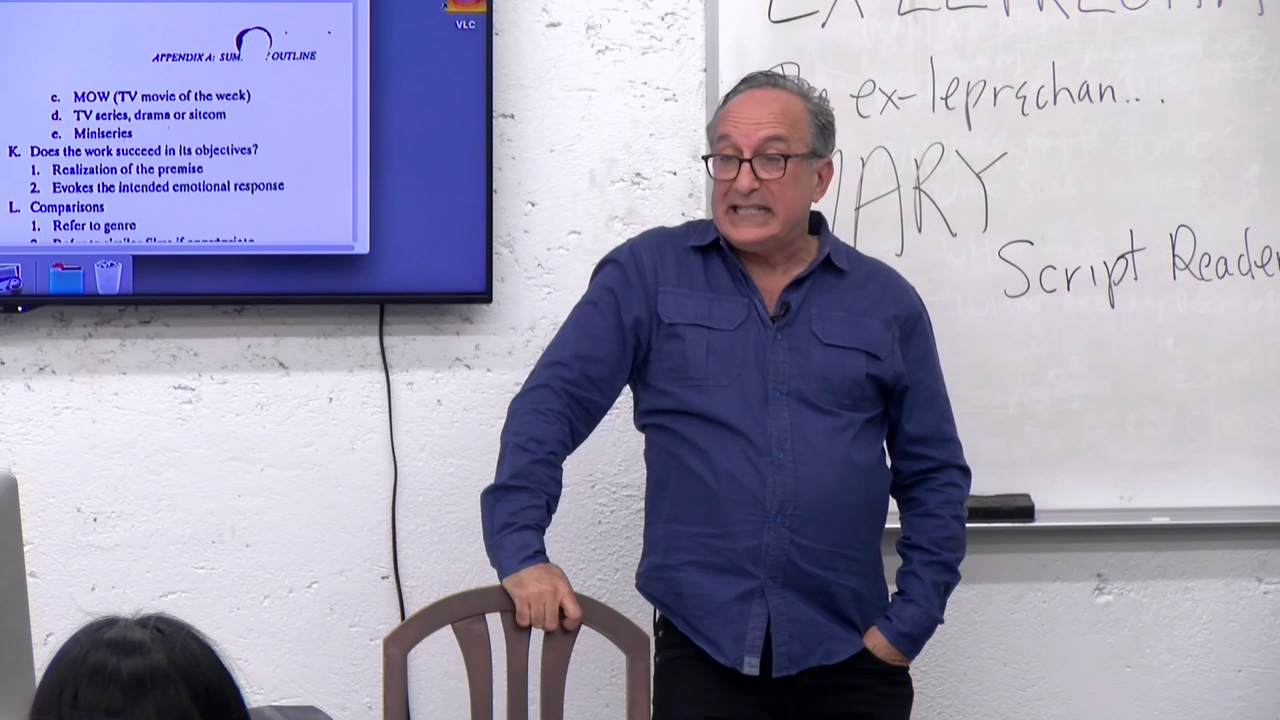 VLC
APPENDIX A: SUM. OUTLINE
c. MOW (TV movie of the week)
d. TV series, drama or sitcom
e. Miniseries
K. Does the work succeed in its objectives?
1. Realization of the premise
2. Evokes the intended emotional response
L. Comparisons
1. Refer to genre
ex-leprechan...
MARY
Script Reader